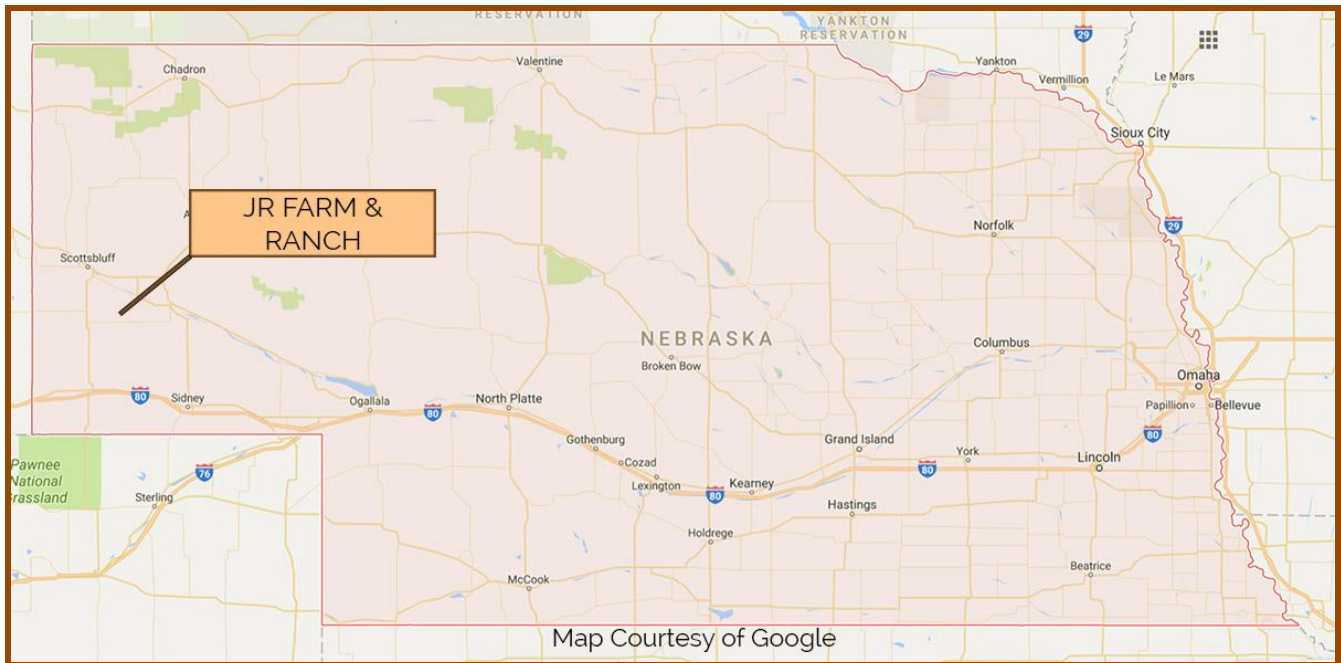 RESERVATION
YANKTON
RESERVATION
29
Chadron
Valentine
Yankton
Vermillion
Le Mars
Sioux City
JR FARM &
RANCH
A
Norfolk
29
Scottsbluff
NEBRASKA
Broken Bow
Columbus
Omaha
80
Sidney
Ogallala
80
North Platte
Papillion
Bellevue
80
Gothenburg
Grand Island
York
Lincoln
Pawnee
National
Grassland
76
Cozad
80
Sterling
Lexington
80
Kearney
Hastings
Holdrege
McCook
Beatrice
Map Courtesy of Google